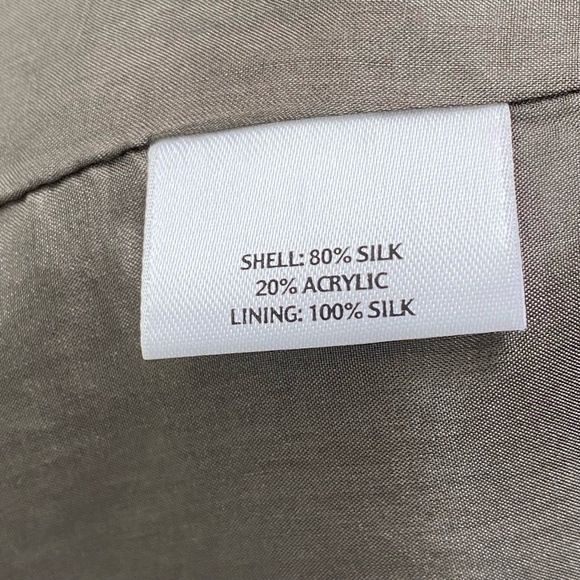 SHELL: 80% SILK
20% ACRYLIC
LINING: 100% SILK